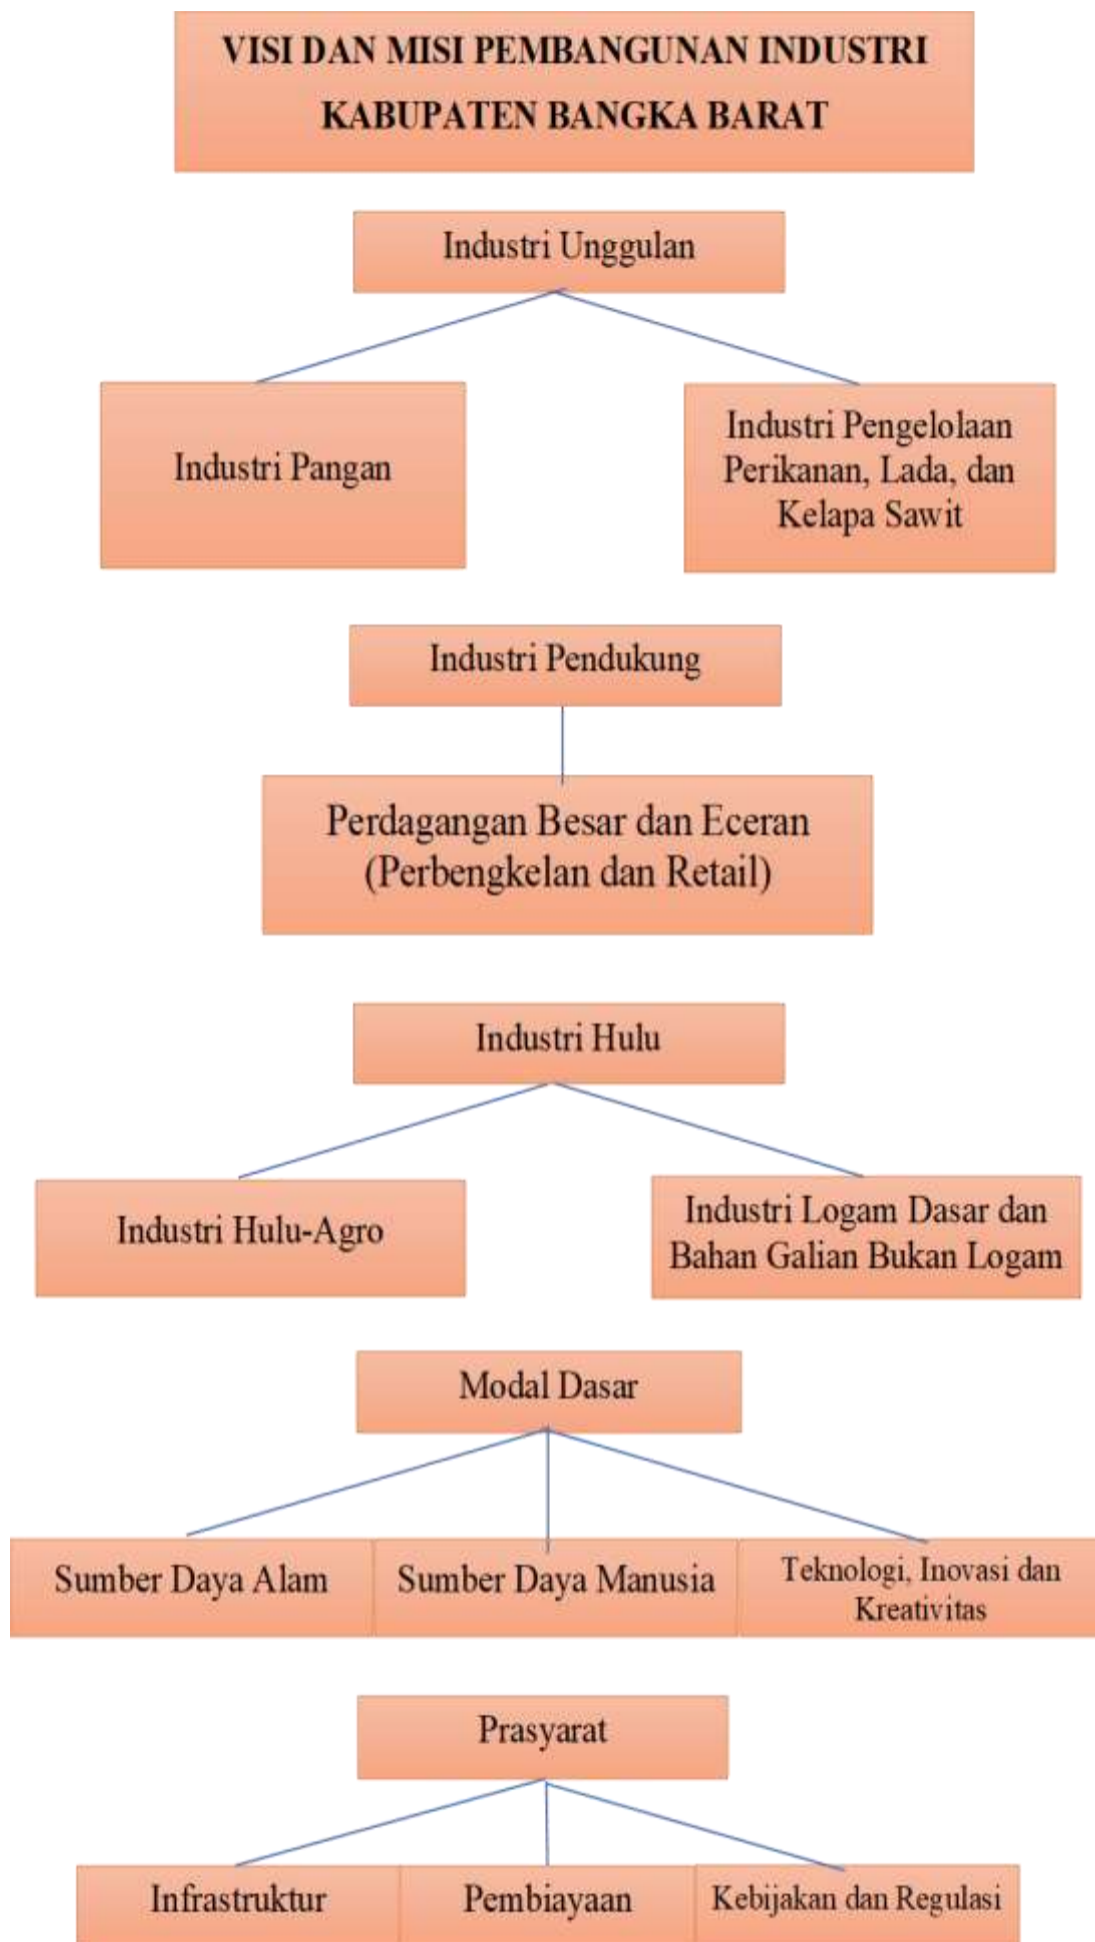 VISI DAN MISI PEMBANGUNAN INDUSTRI
KABUPATEN BANGKA BARAT
Industri Unggulan
Industri Pangan
Industri Pengelolaan
Perikanan, Lada, dan
Kelapa Sawit
Industri Pendukung
Perdagangan Besar dan Eceran
(Perbengkelan dan Retail)
Industri Hulu
Industri Hulu-Agro
Industri Logam Dasar dan
Bahan Galian Bukan Logam
Modal Dasar
Sumber Daya Alam
Sumber Daya Manusia
Teknologi, Inovasi dan
Kreativitas
Prasyarat
Infrastruktur
Pembiayaan
Kebijakan dan Regulasi